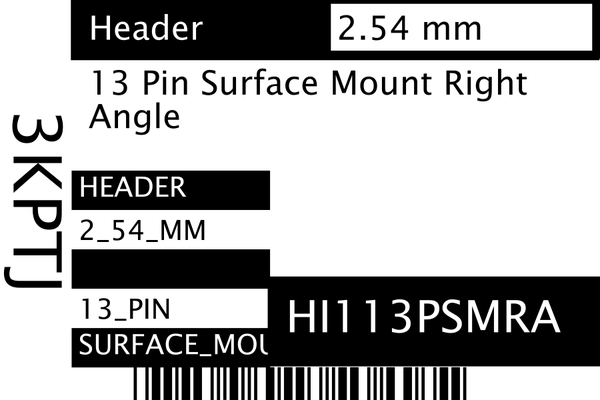 Header
2.54 mm
13 Pin Surface Mount Right
Angle
3KPTJ
HEADER
2_54_MM
13_PIN
SURFACE_MOU
HI113PSMRA